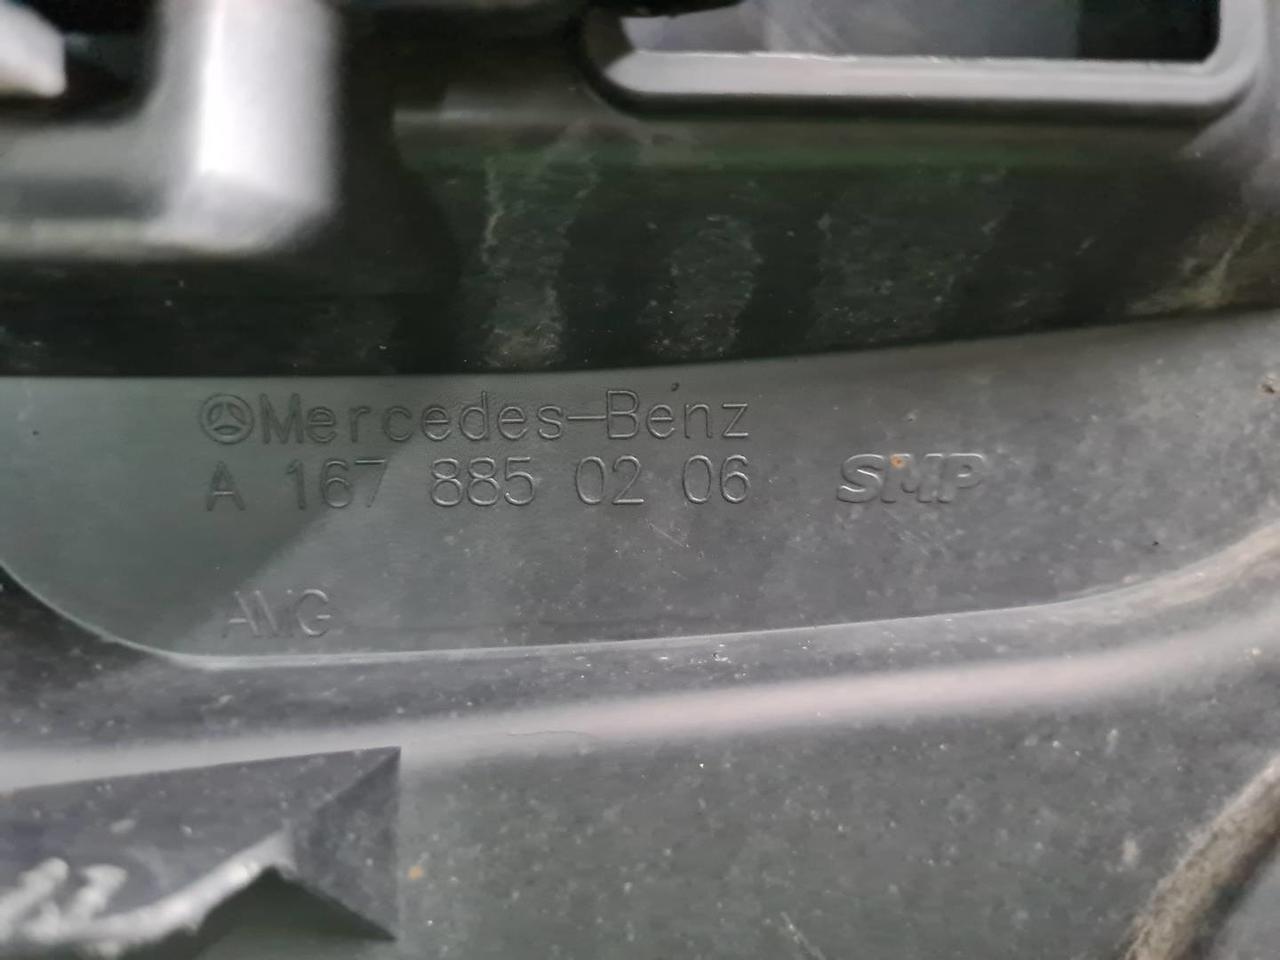 Mercedes-Benz
A 167 885 02 06 SMP
AMG